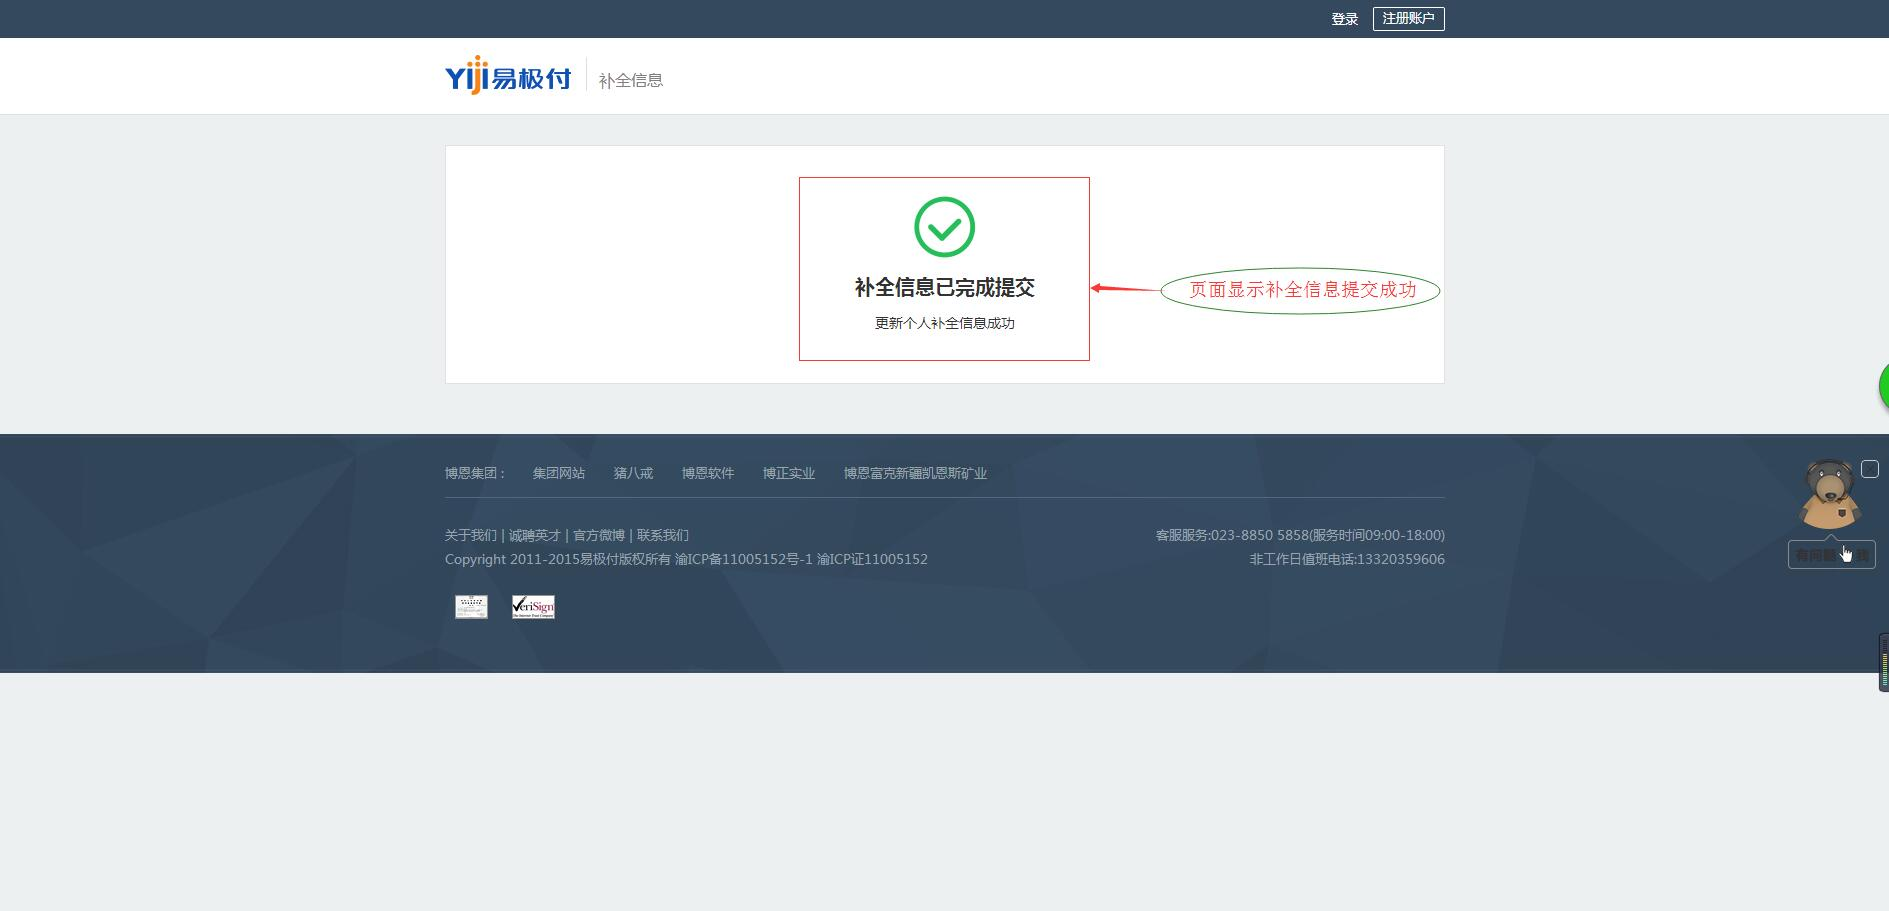 登录 注册账户
Yiji易极付 补全信息
补全信息已完成提交
页面显示补全信息提交成功
更新个人补全信息成功
博恩集团： 集团网站 猪八戒 博恩软件 博正实业 博恩富克新疆凯恩斯矿业
关于我们 | 诚聘英才 | 官方微博 | 联系我们 客服服务:023-8850 5858(服务时间09:00-18:00)
Copyright 2011-2015易极付版权所有 渝ICP备11005152号-1 渝ICP证11005152 非工作日值班电话:13320359606
VeriSign
有问题 我